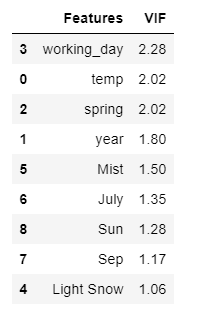 Features VIF
3 working_day 2.28
0 temp 2.02
2 spring 2.02
1 year 1.80
5 Mist 1.50
6 July 1.35
8 Sun 1.28
7 Sep 1.17
4 Light Snow 1.06